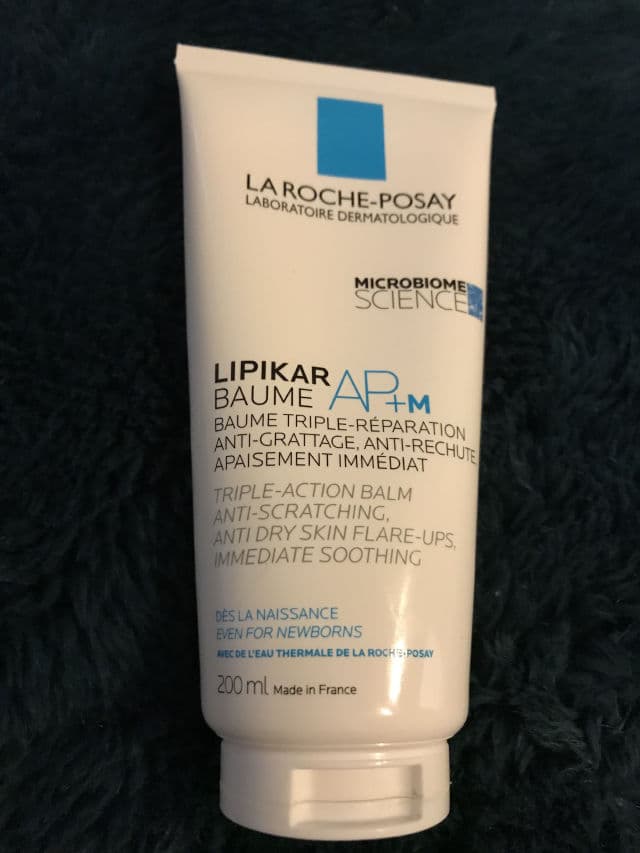 LA ROCHE-POSAY
LABORATOIRE DERMATOLOGIQUE
MICROBIOME
SCIENCE
LIPIKAR
BAUME AP+M
BAUME TRIPLE-RÉPARATION
ANTI-GRATTAGE, ANTI-RECHUTE
APAISEMENT IMMÉDIAT
TRIPLE-ACTION BALM
ANTI-SCRATCHING,
ANTI DRY SKIN FLARE-UPS,
IMMEDIATE SOOTHING
DÈS LA NAISSANCE
EVEN FOR NEWBORNS
AVEC DE L'EAU THERMALE DE LA ROCHE-POSAY
200 ml Made in France